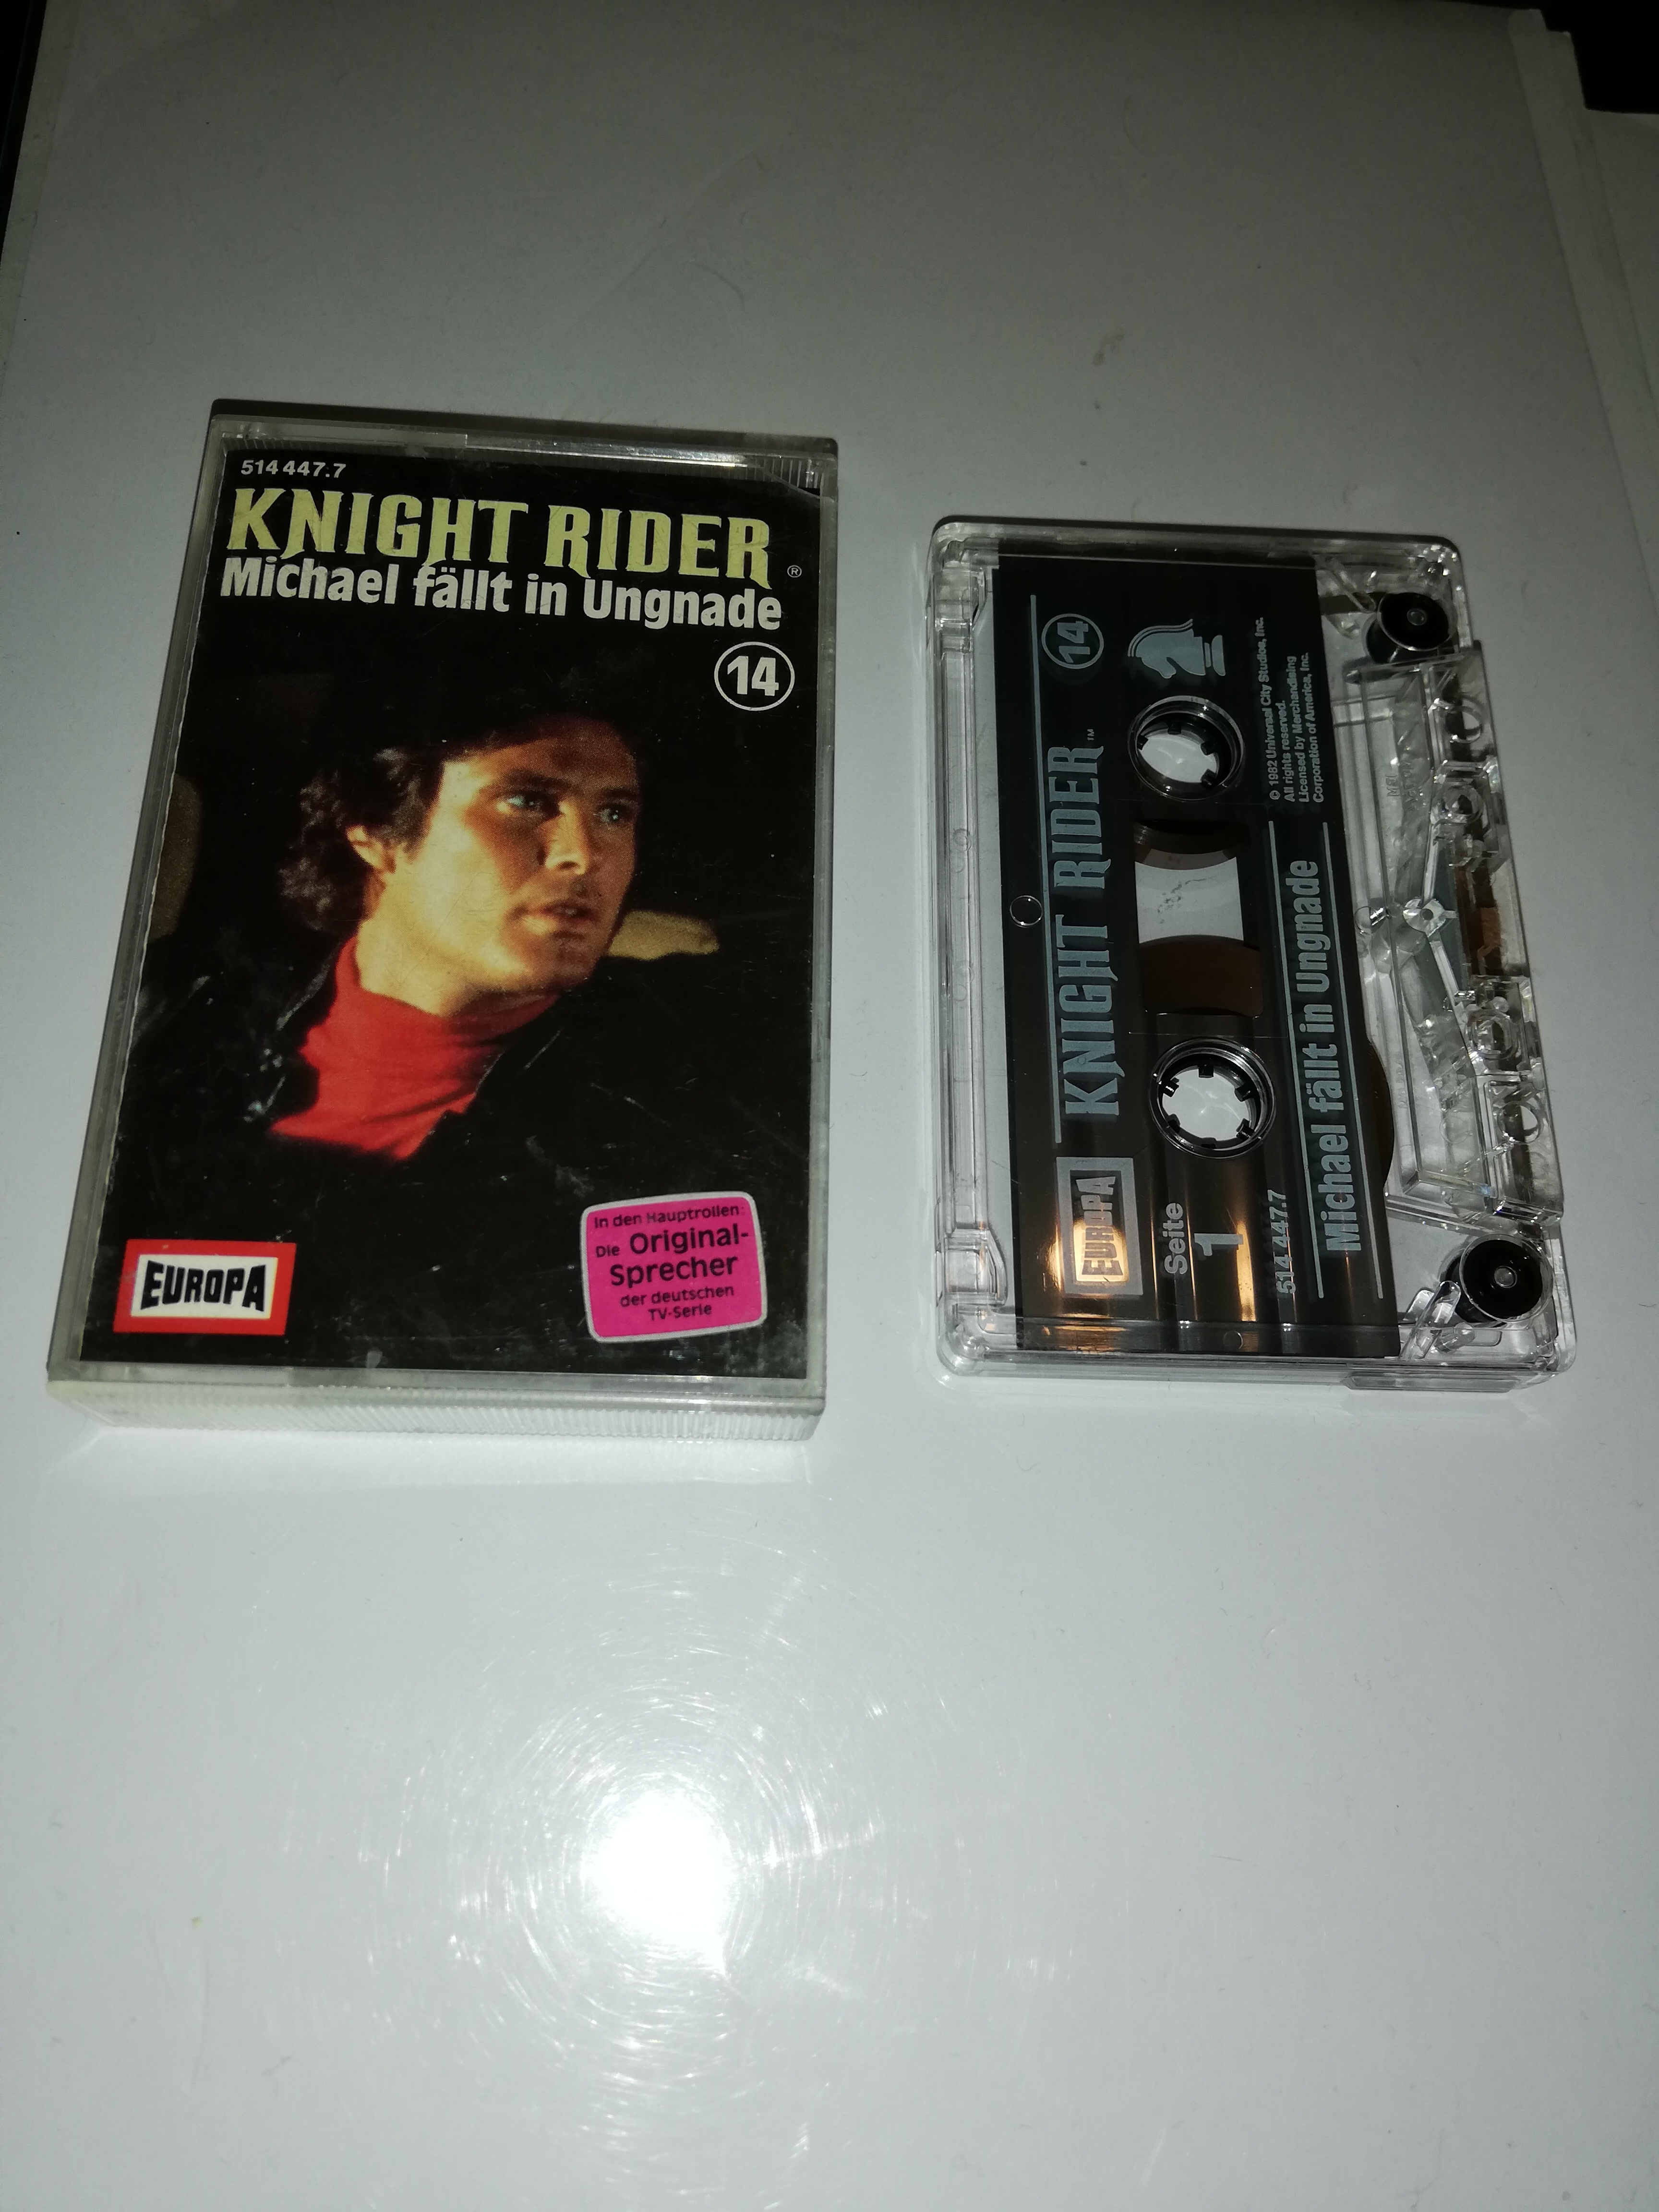 514 447.7
KNIGHT RIDER ®
Michael fällt in Ungnade
14
In den Hauptrollen:
Die Original-
Sprecher
der deutschen
TV-Serie
EUROPA
EUROPA
KNIGHT RIDER ™
14
Seite
1
© 1982 Universal City Studios, Inc.
All rights reserved.
Licensed by Merchandising
Corporation of America, Inc.
514 447.7
Michael fällt in Ungnade